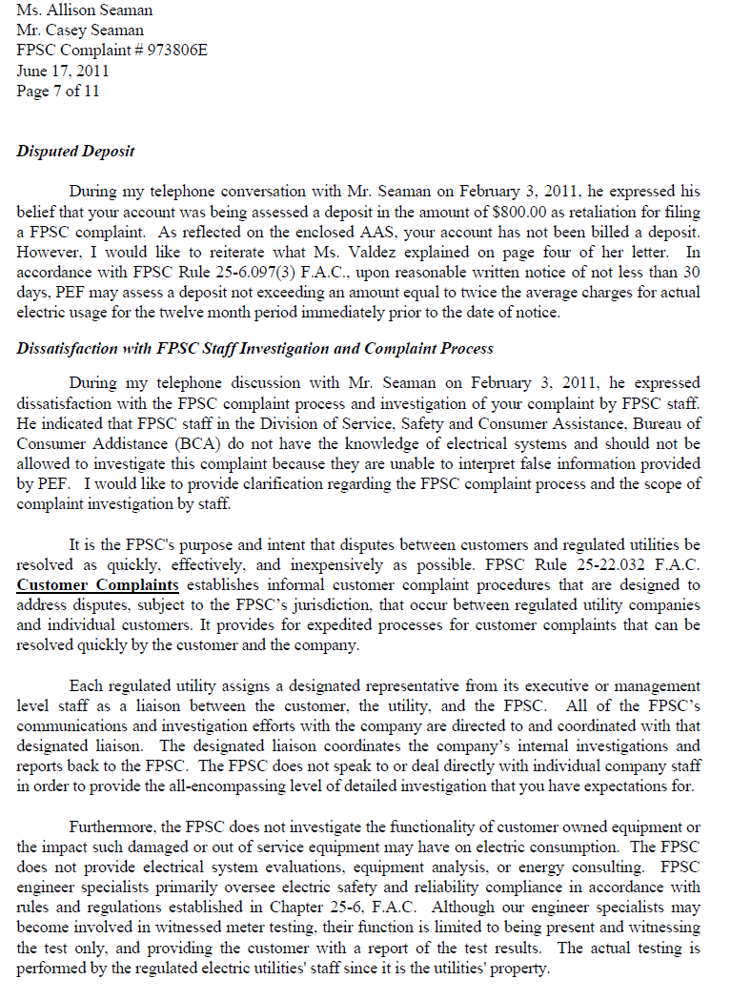 Ms. Allison Seaman
Mr. Casey Seaman
FPSC Complaint # 973806E
June 17, 2011
Page 7 of 11
Disputed Deposit
During my telephone conversation with Mr. Seaman on February 3, 2011, he expressed his
belief that your account was being assessed a deposit in the amount of $800.00 as retaliation for filing
a FPSC complaint. As reflected on the enclosed AAS, your account has not been billed a deposit.
However, I would like to reiterate what Ms. Valdez explained on page four of her letter. In
accordance with FPSC Rule 25-6.097(3) F.A.C., upon reasonable written notice of not less than 30
days, PEF may assess a deposit not exceeding an amount equal to twice the average charges for actual
electric usage for the twelve month period immediately prior to the date of notice.
Dissatisfaction with FPSC Staff Investigation and Complaint Process
During my telephone discussion with Mr. Seaman on February 3, 2011, he expressed
dissatisfaction with the FPSC complaint process and investigation of your complaint by FPSC staff.
He indicated that FPSC staff in the Division of Service, Safety and Consumer Assistance, Bureau of
Consumer Addistance (BCA) do not have the knowledge of electrical systems and should not be
allowed to investigate this complaint because they are unable to interpret false information provided
by PEF. I would like to provide clarification regarding the FPSC complaint process and the scope of
complaint investigation by staff.
It is the FPSC's purpose and intent that disputes between customers and regulated utilities be
resolved as quickly, effectively, and inexpensively as possible. FPSC Rule 25-22.032 F.A.C.
Customer Complaints establishes informal customer complaint procedures that are designed to
address disputes, subject to the FPSC's jurisdiction, that occur between regulated utility companies
and individual customers. It provides for expedited processes for customer complaints that can be
resolved quickly by the customer and the company.
Each regulated utility assigns a designated representative from its executive or management
level staff as a liaison between the customer, the utility, and the FPSC. All of the FPSC's
communications and investigation efforts with the company are directed to and coordinated with that
designated liaison. The designated liaison coordinates the company's internal investigations and
reports back to the FPSC. The FPSC does not speak to or deal directly with individual company staff
in order to provide the all-encompassing level of detailed investigation that you have expectations for.
Furthermore, the FPSC does not investigate the functionality of customer owned equipment or
the impact such damaged or out of service equipment may have on electric consumption. The FPSC
does not provide electrical system evaluations, equipment analysis, or energy consulting. FPSC
engineer specialists primarily oversee electric safety and reliability compliance in accordance with
rules and regulations established in Chapter 25-6, F.A.C. Although our engineer specialists may
become involved in witnessed meter testing, their function is limited to being present and witnessing
the test only, and providing the customer with a report of the test results. The actual testing is
performed by the regulated electric utilities' staff since it is the utilities' property.